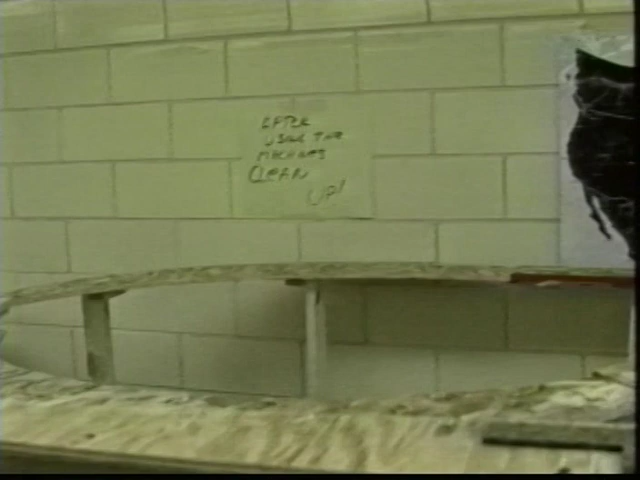 AFTER
USING THE
MACHINES
CLEAN
UP!